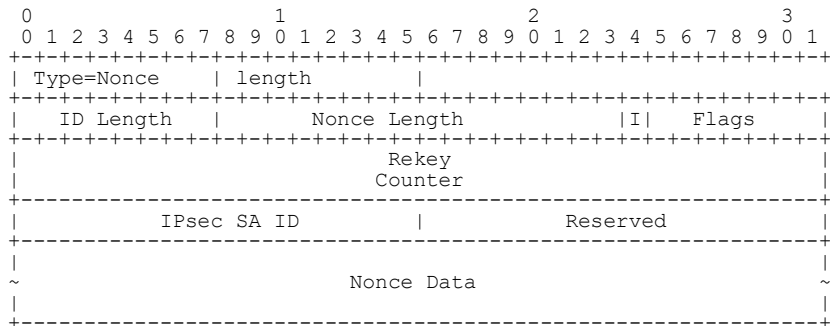 0                   1                   2                   3
 0 1 2 3 4 5 6 7 8 9 0 1 2 3 4 5 6 7 8 9 0 1 2 3 4 5 6 7 8 9 0 1
+-+-+-+-+-+-+-+-+-+-+-+-+-+-+-+-+-+-+-+-+-+-+-+-+-+-+-+-+-+-+-+-+
| Type=Nonce    | length        |
+-+-+-+-+-+-+-+-+-+-+-+-+-+-+-+-+-+-+-+-+-+-+-+-+-+-+-+-+-+-+-+-+
|   ID Length   |       Nonce Length            |I|   Flags     |
+-+-+-+-+-+-+-+-+-+-+-+-+-+-+-+-+-+-+-+-+-+-+-+-+-+-+-+-+-+-+-+-+
|                             Rekey                             |
|                            Counter                            |
+---------------------------------------------------------------+
|           IPsec SA ID         |           Reserved            |
+---------------------------------------------------------------+
|                                                               |
~                          Nonce Data                           ~
|                                                               |
+---------------------------------------------------------------+